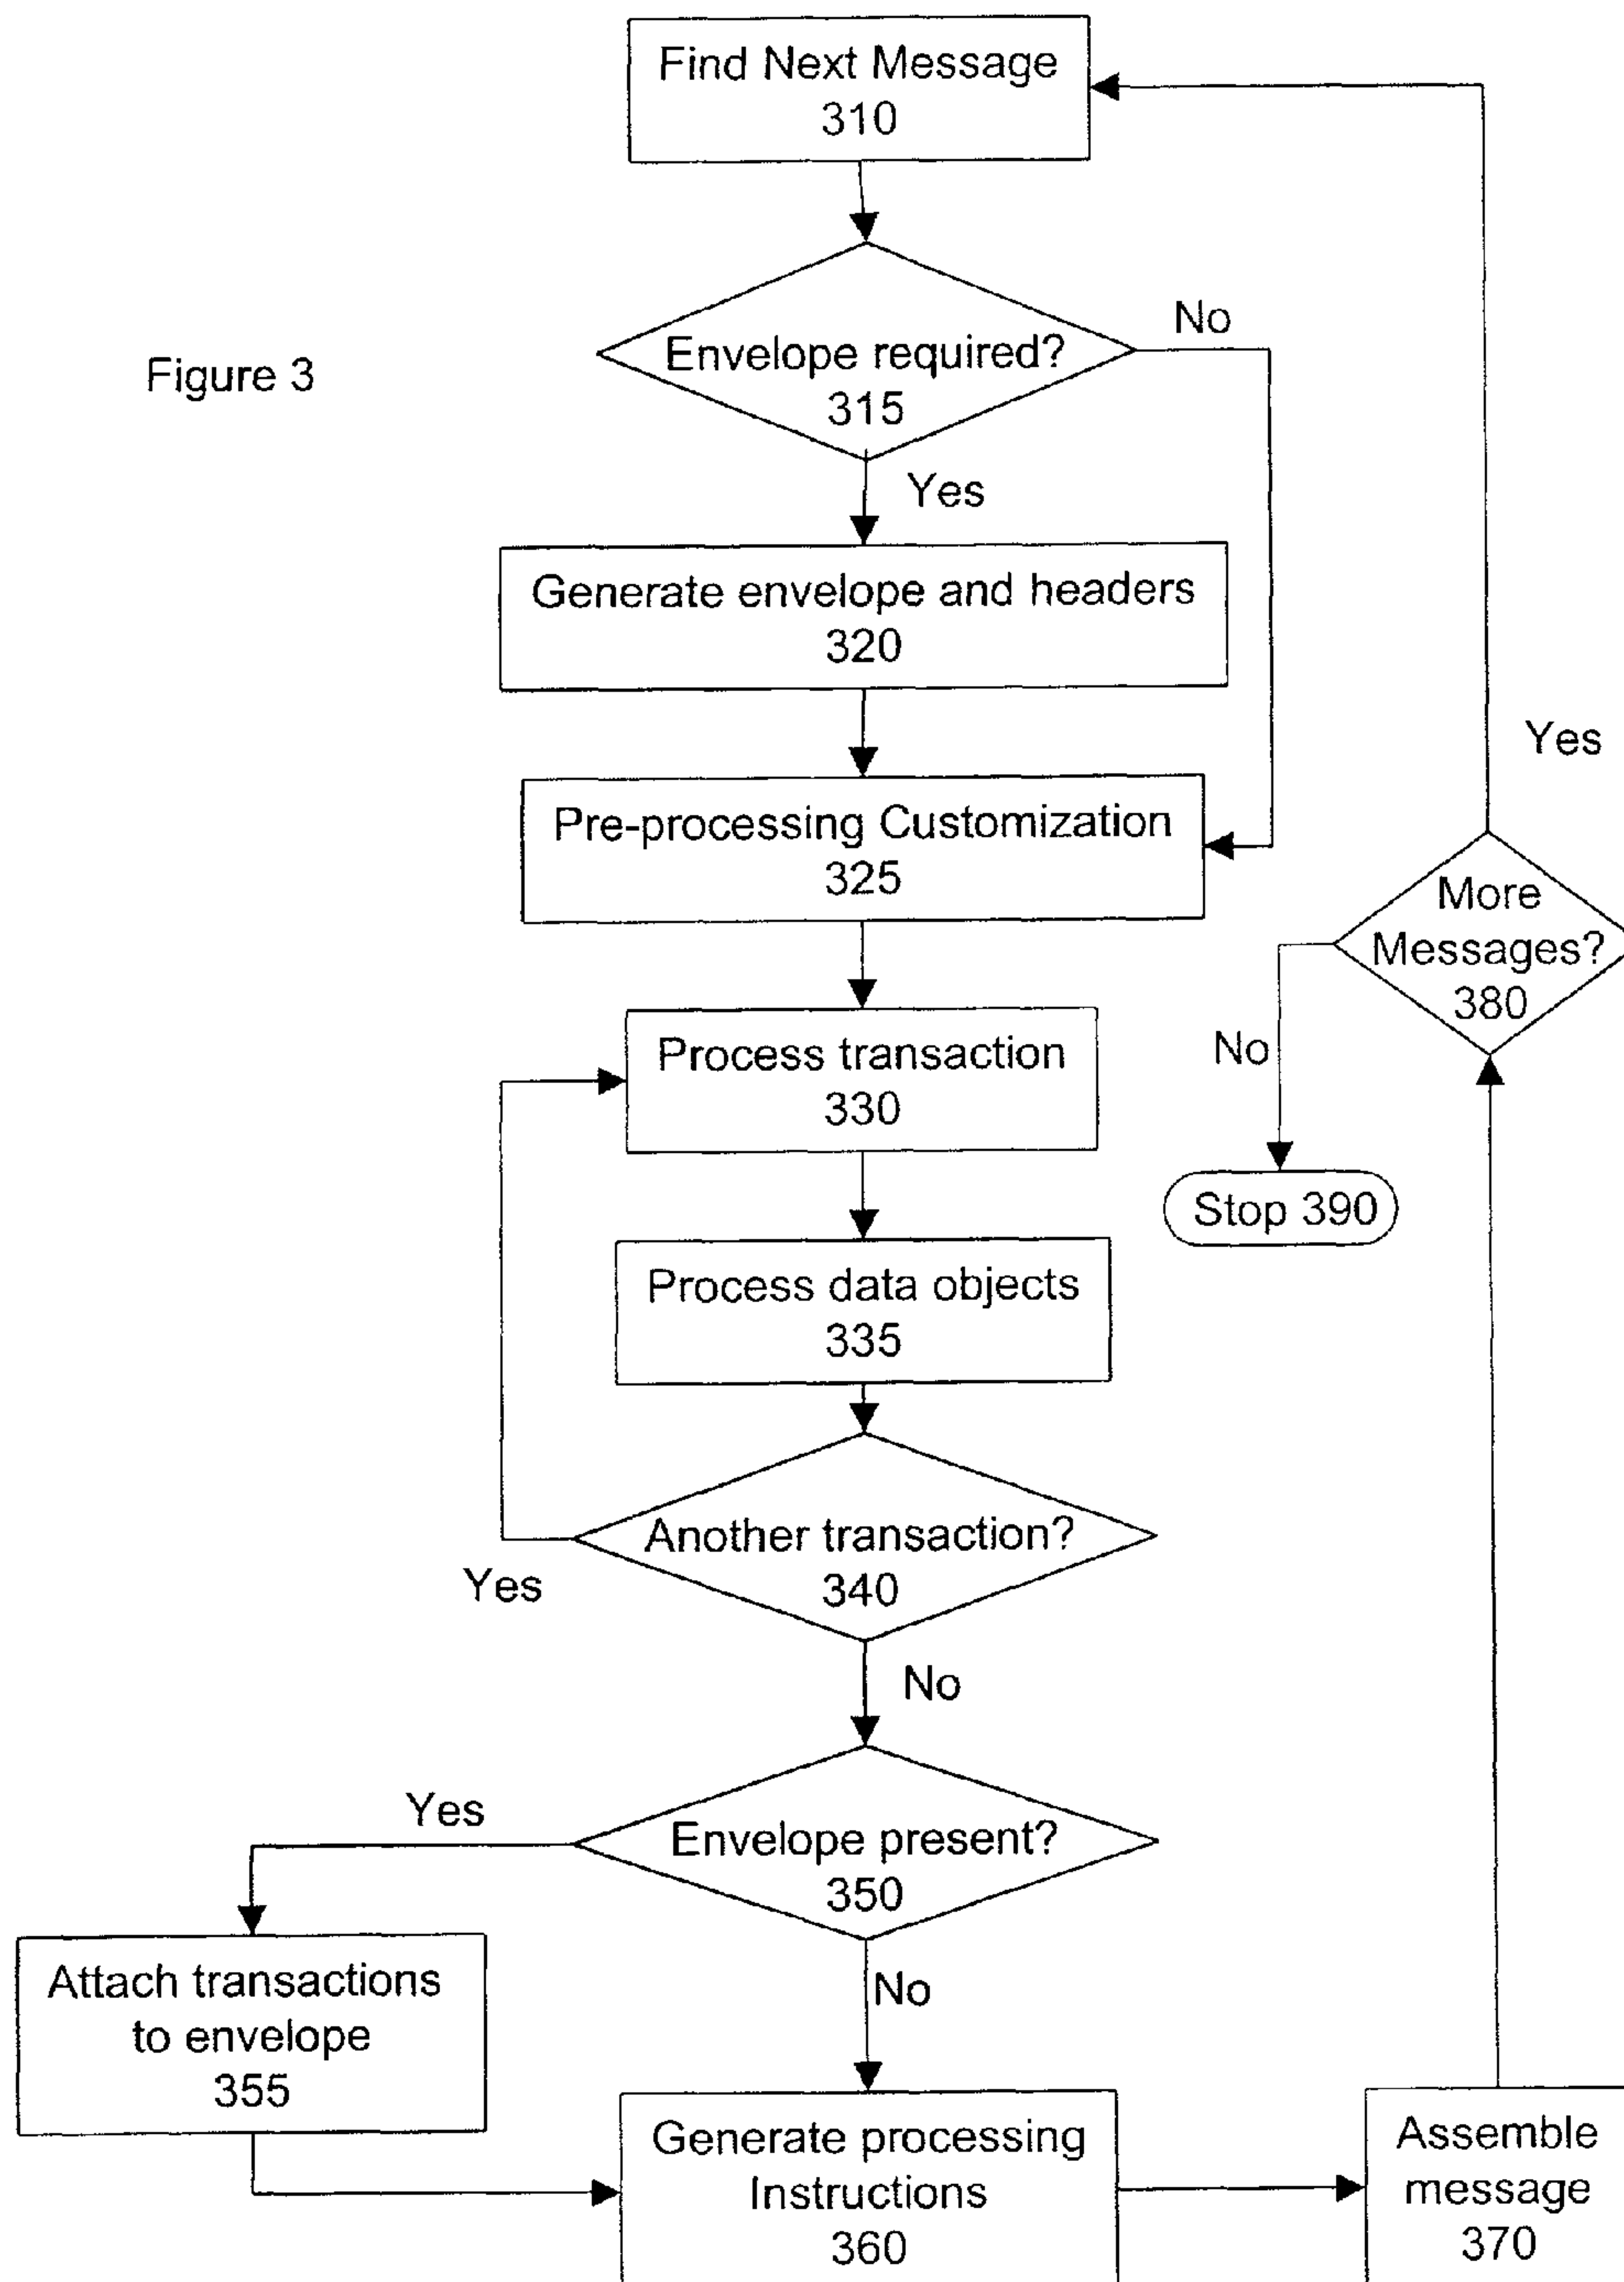 Find Next Message
310
Figure 3
Envelope required?
315
No
Yes
Generate envelope and headers
320
Pre-processing Customization
325
Yes
More
Messages?
380
No
Stop 390
Process transaction
330
Process data objects
335
Another transaction?
340
Yes
No
Envelope present?
350
Yes
No
Attach transactions
to envelope
355
Generate processing
Instructions
360
Assemble
message
370